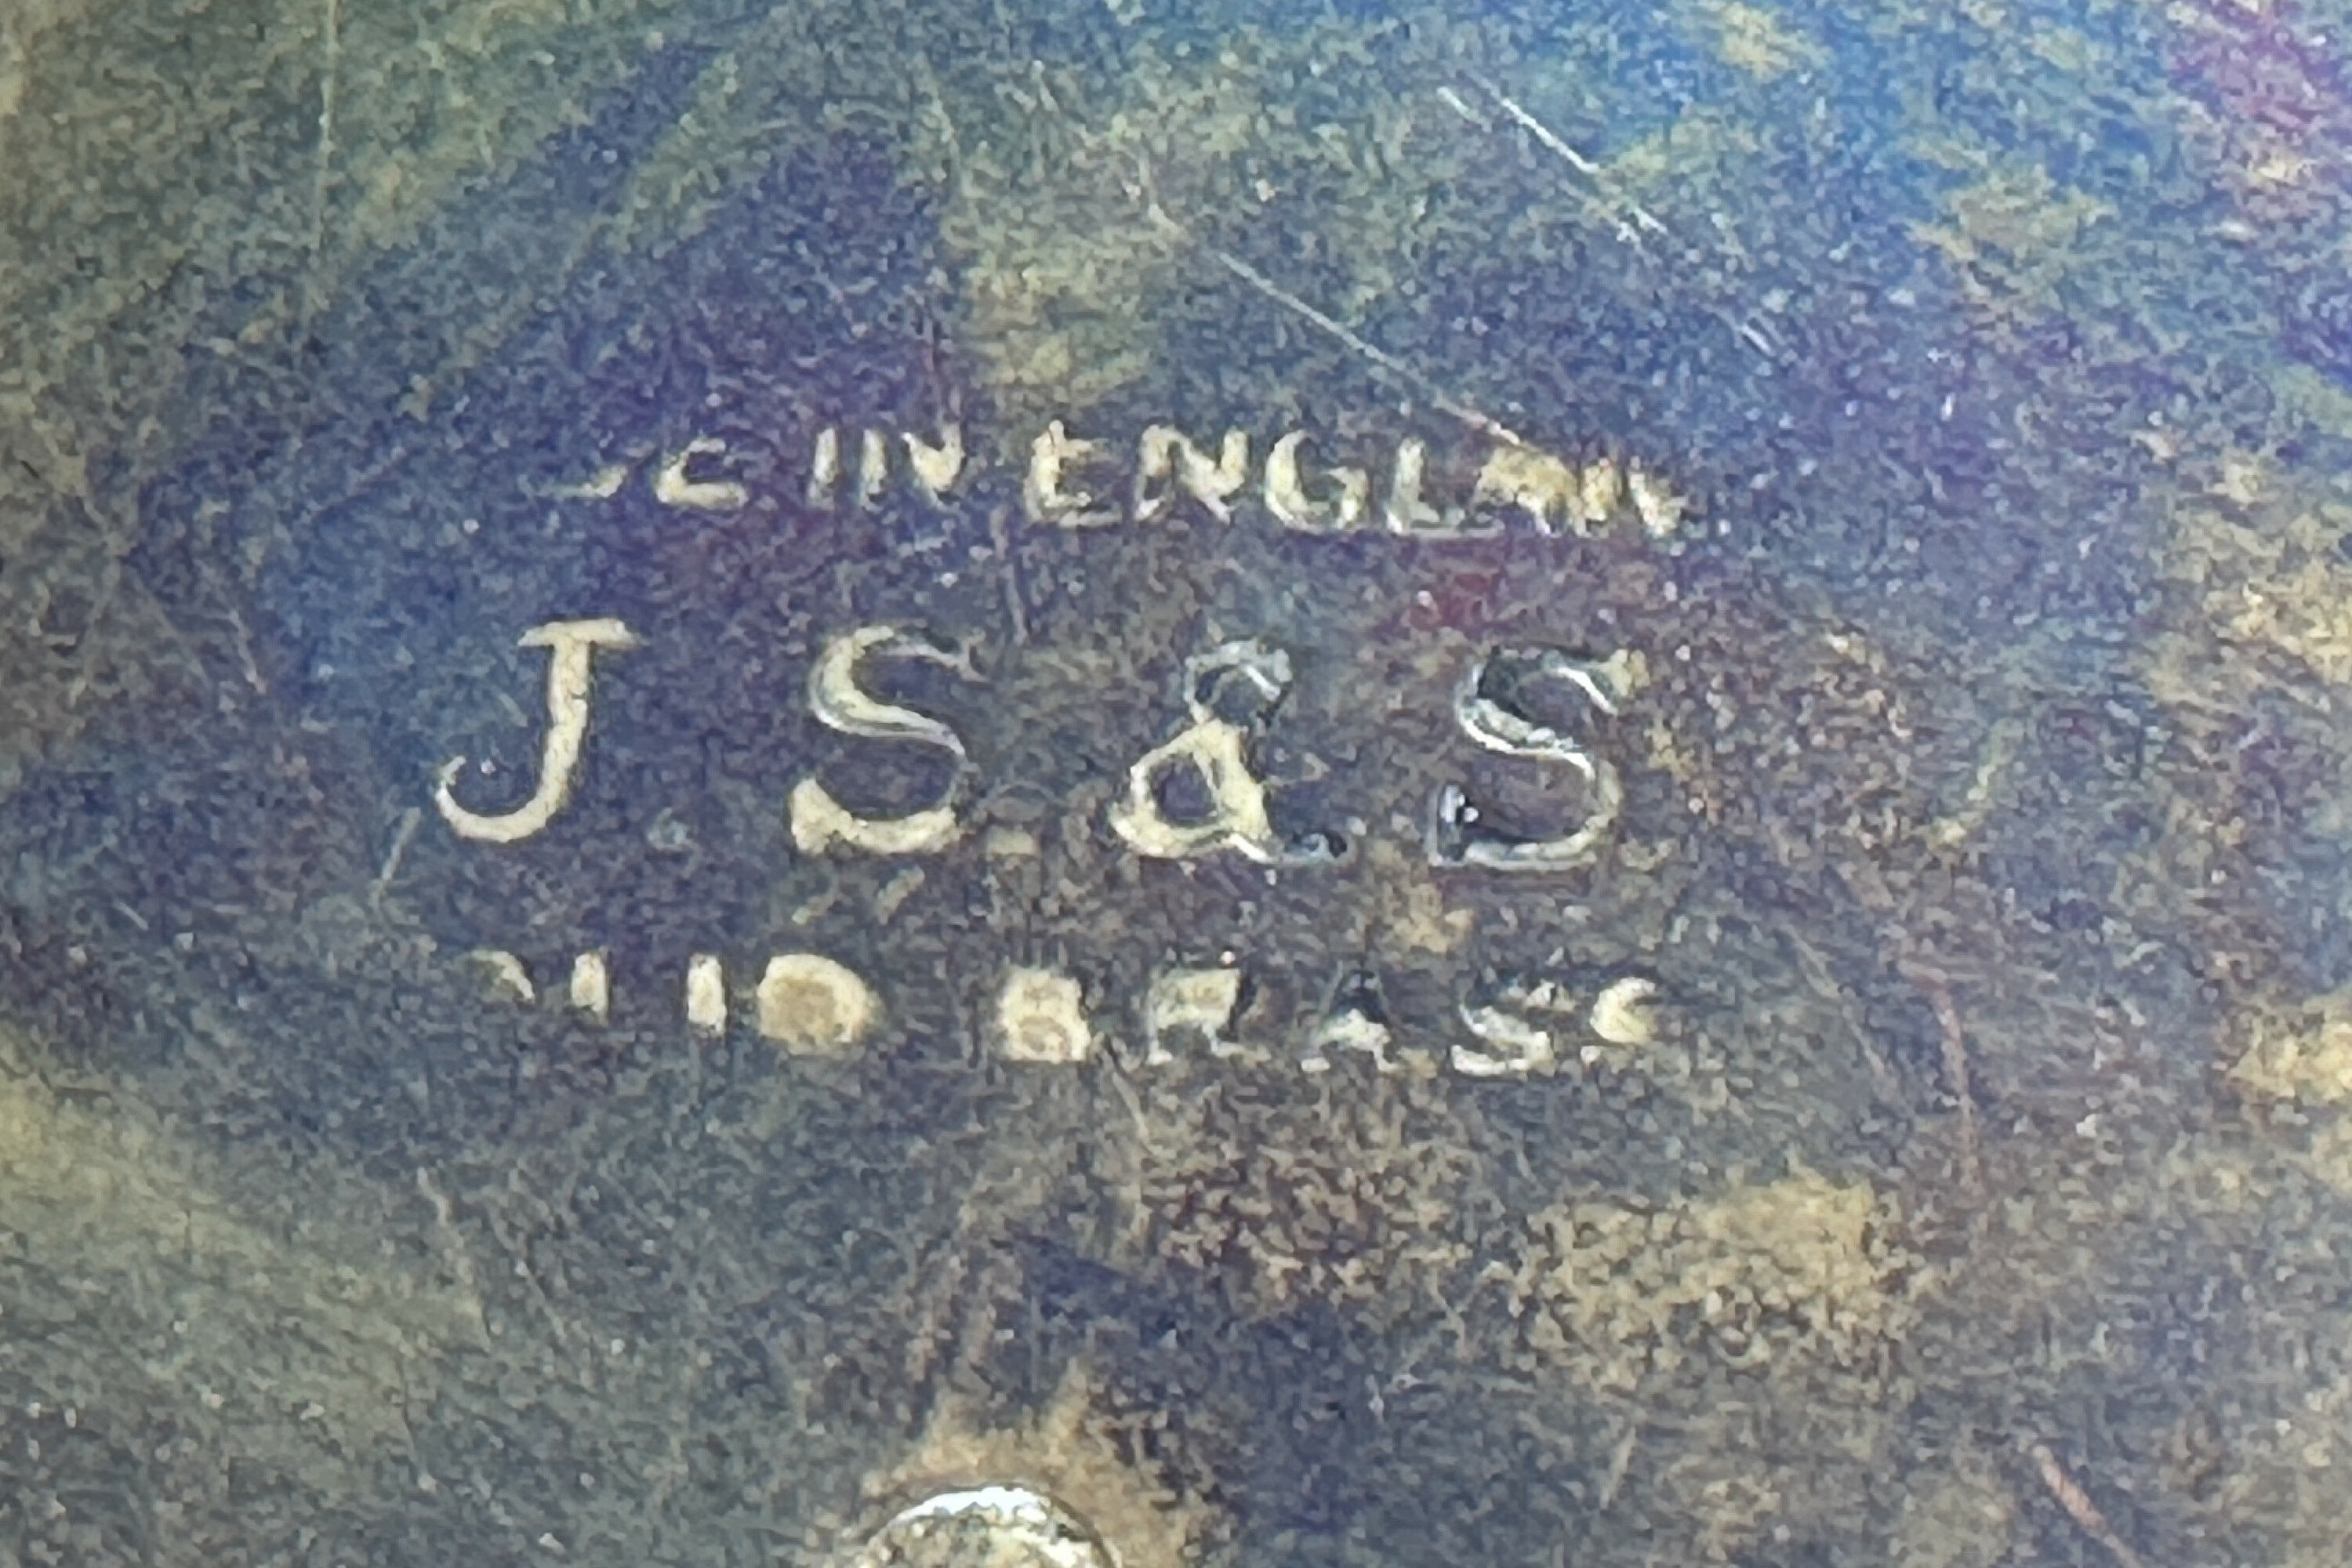 IN ENGLAN
J S & S
BRASS